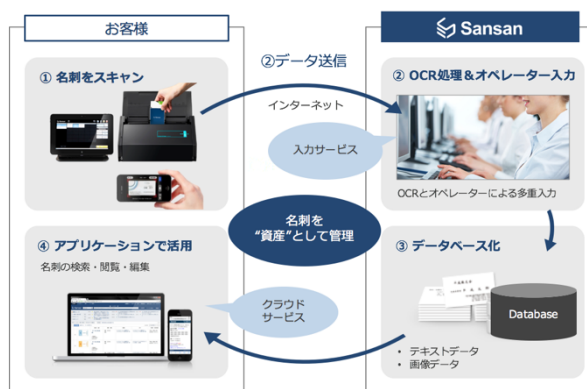 お客様
Sansan
① 名刺をスキャン
②データ送信
インターネット
入力サービス
② OCR処理＆オペレーター入力
OCRとオペレーターによる多重入力
名刺を
“資産”として管理
④ アプリケーションで活用
名刺の検索・閲覧・編集
クラウド
サービス
③ データベース化
Database
• テキストデータ
• 画像データ